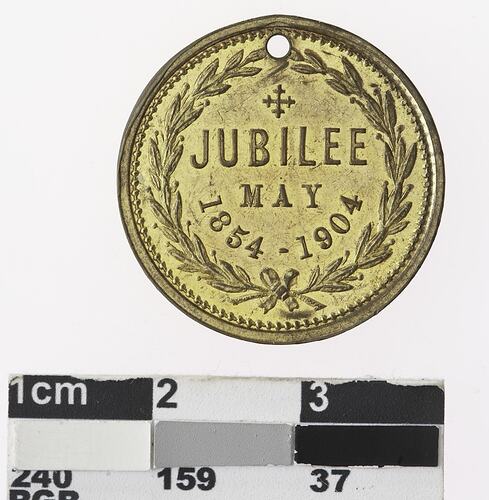 JUBILEE
MAY
1854-1904
1cm 2 3
240 159 37
RGB